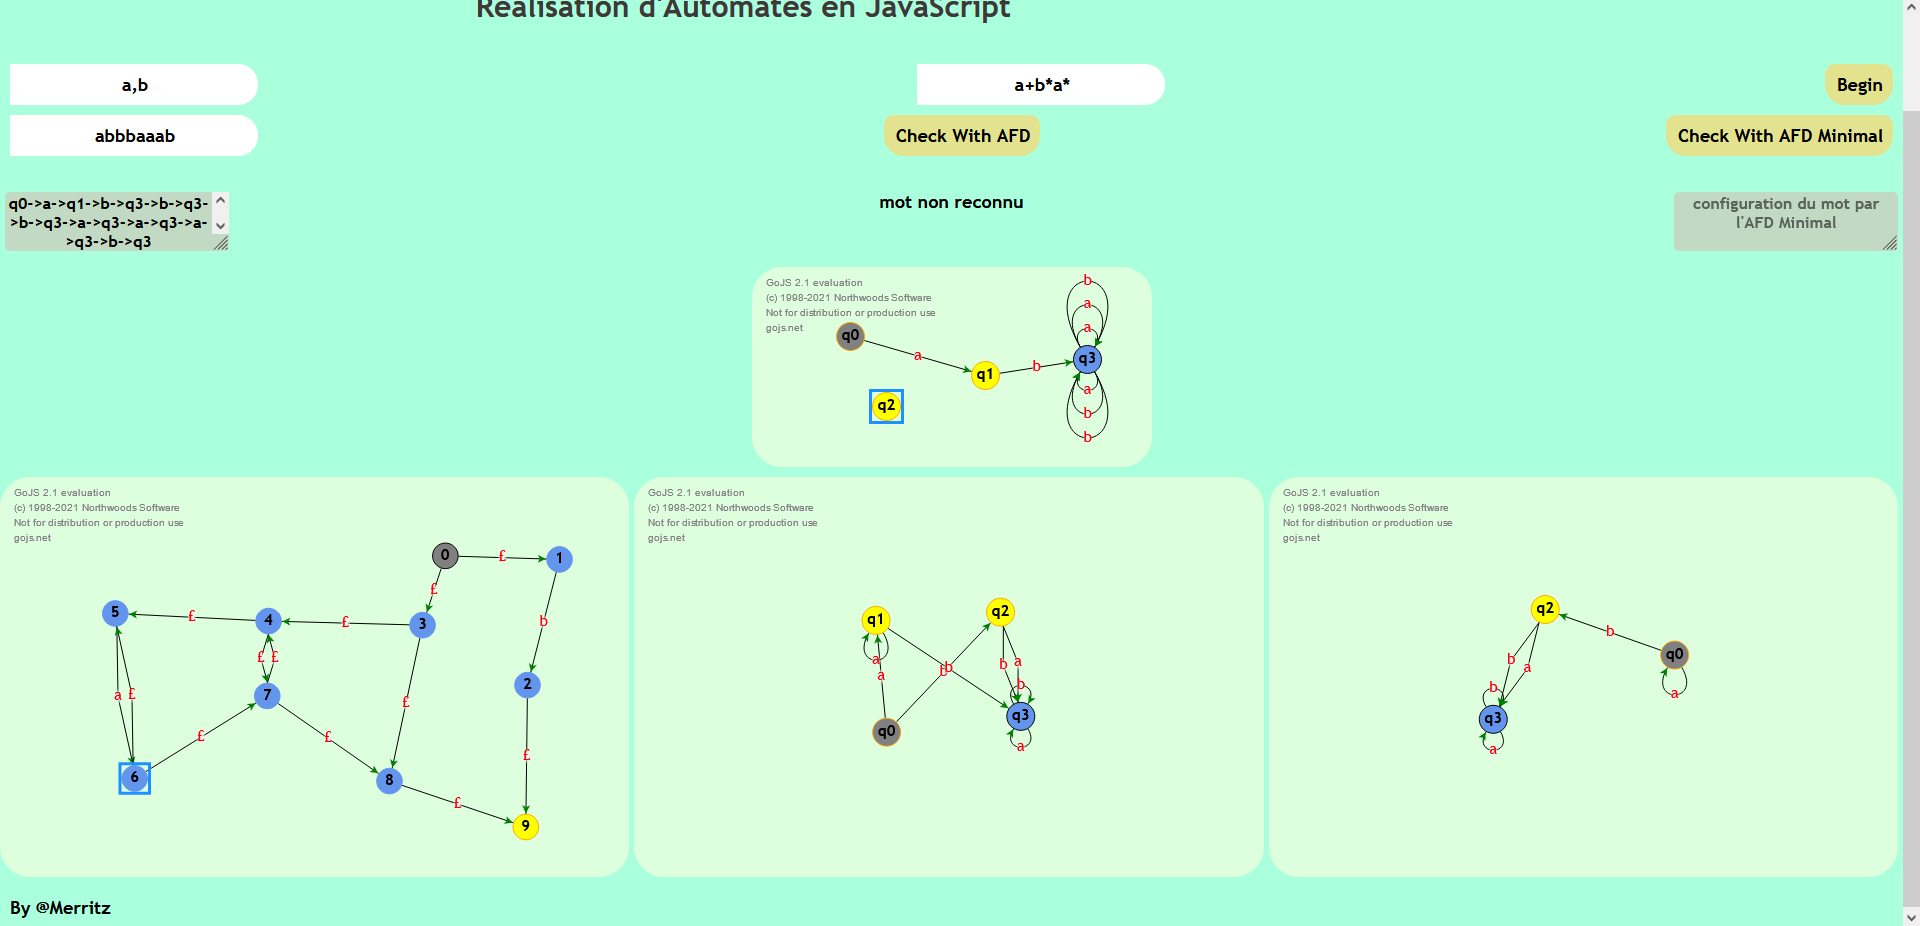 Réalisation d'Automates en JavaScript
a,b
a+b*a*
Begin
abbbaaab
Check With AFD
Check With AFD Minimal
q0->a->q1->b->q3->b->q3-
>b->q3->a->q3->a->q3->a-
>q3->b->q3
mot non reconnu
configuration du mot par
l'AFD Minimal
GoJS 2.1 evaluation
(c) 1998-2021 Northwoods Software
Not for distribution or production use
gojs.net
b
a
a
q0
a
q1
b
q3
q2
a
b
b
GoJS 2.1 evaluation
(c) 1998-2021 Northwoods Software
Not for distribution or production use
gojs.net
0
£
1
£
5
£
4
£
3
b
£
£
2
a
£
7
£
£
£
6
8
£
£
9
GoJS 2.1 evaluation
(c) 1998-2021 Northwoods Software
Not for distribution or production use
gojs.net
q1
q2
a
a
b
b
b
a
b
q3
q0
a
GoJS 2.1 evaluation
(c) 1998-2021 Northwoods Software
Not for distribution or production use
gojs.net
q2
b
q0
b
a
a
b
q3
a
By @Merritz